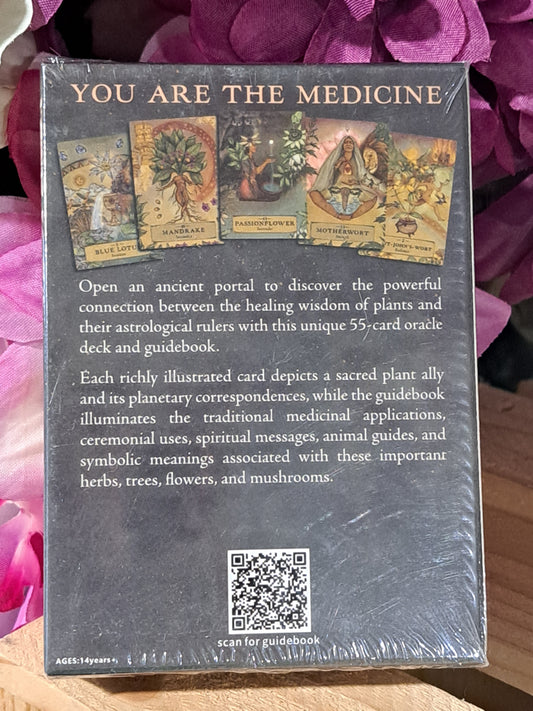 YOU ARE THE MEDICINE
BLUE LOTU
MANDRAKE
PASSIONFLOWER
Surrender
MOTHERWORT
T-JOHN'S-WORT
Radiance
Open an ancient portal to discover the powerful
connection between the healing wisdom of plants and
their astrological rulers with this unique 55-card oracle
deck and guidebook.
Each richly illustrated card depicts a sacred plant ally
and its planetary correspondences, while the guidebook
illuminates the traditional medicinal applications,
ceremonial uses, spiritual messages, animal guides, and
symbolic meanings associated with these important
herbs, trees, flowers, and mushrooms.
scan for guidebook
AGES:14years+